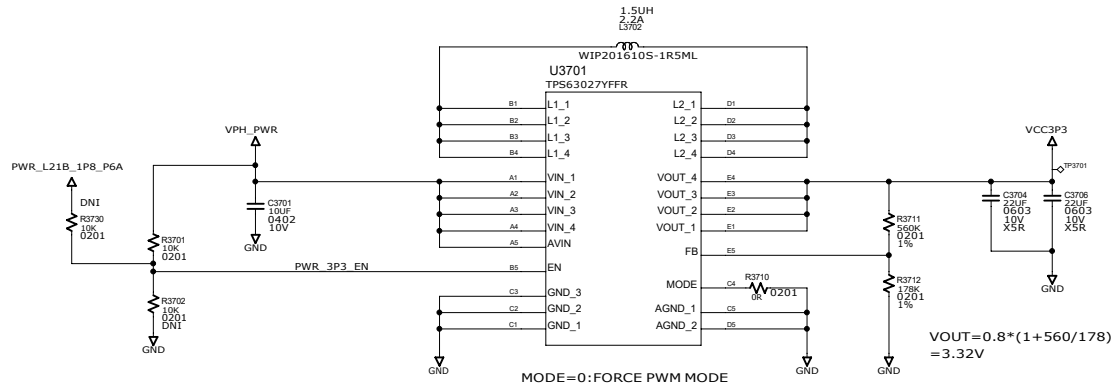 1.5UH
2.2A
L3702
WIP201610S-1R5ML
U3701
TPS63027YFFR
B1 L1_1 L2_1 D1
B2 L1_2 L2_2 D2
B3 L1_3 L2_3 D3
B4 L1_4 L2_4 D4
VPH_PWR
VCC3P3
TP3701
PWR_L21B_1P8_P6A
A1 VIN_1 VOUT_4 E4
A2 VIN_2 VOUT_3 E3
A3 VIN_3 VOUT_2 E2
A4 VIN_4 VOUT_1 E1
A5 AVIN FB E5
B5 EN MODE C4
C3 GND_3
C2 GND_2 AGND_1 C5
C1 GND_1 AGND_2 D5
DNI
R3730
10K
0201
R3701
10K
0201
C3701
10UF
0402
10V
GND
PWR_3P3_EN
R3702
10K
0201
DNI
GND
GND
R3710
0R
0201
GND
R3711
560K
0201
1%
R3712
178K
0201
1%
GND
C3704
22UF
0603
10V
X5R
C3706
22UF
0603
10V
X5R
GND
VOUT=0.8*(1+560/178)
=3.32V
MODE=0:FORCE PWM MODE